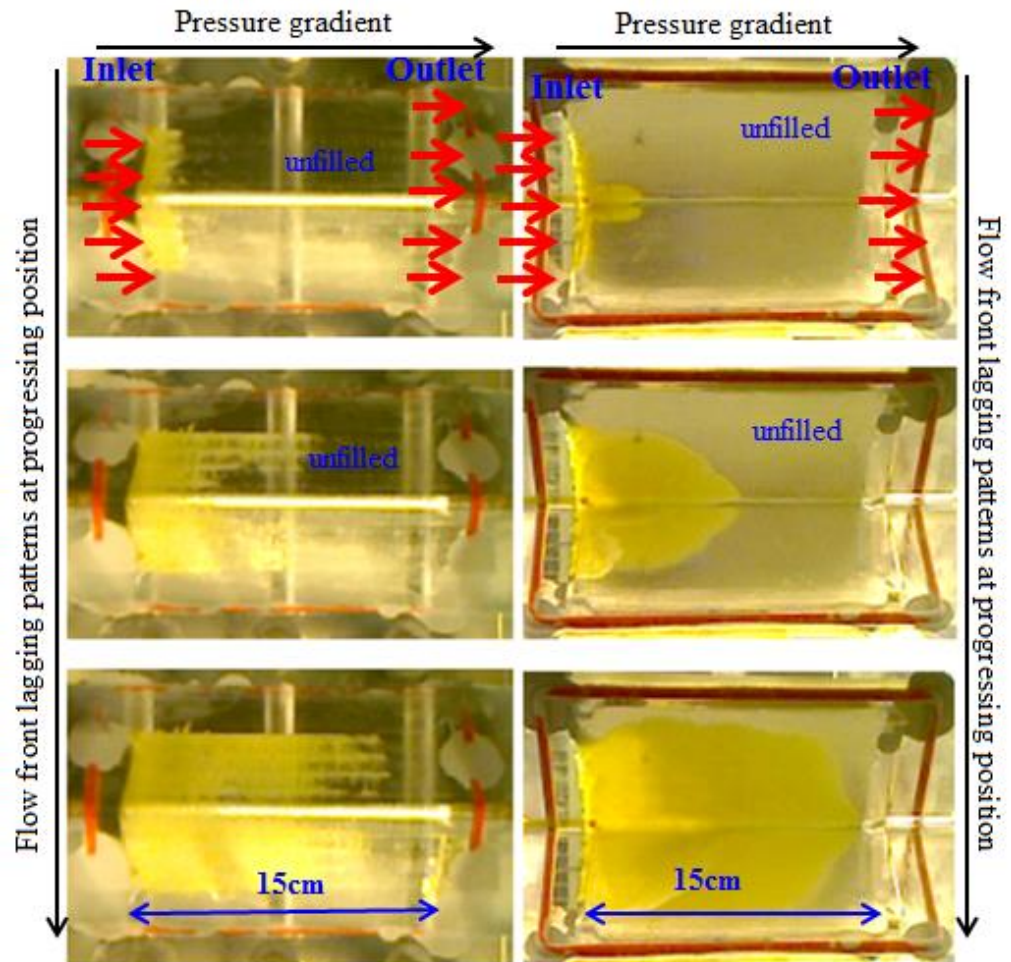 Pressure gradient
Pressure gradient
Inlet
Outlet
Inlet
Outlet
unfilled
unfilled
Flow front lagging patterns at progressing position
Flow front lagging patterns at progressing position
unfilled
unfilled
15cm
15cm